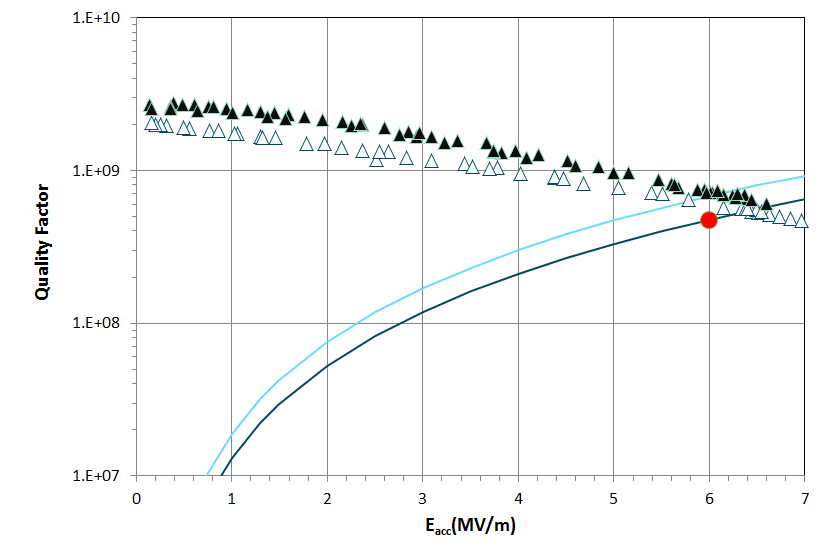 1.E+10
1.E+09
1.E+08
1.E+07
Quality Factor
0 1 2 3 4 5 6 7
Eacc(MV/m)